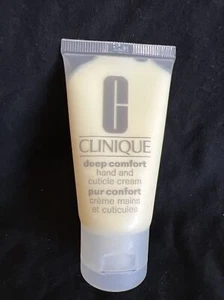 C
CLINIQUE
deep comfort
hand and
cuticle cream
pur confort
crème mains
et cuticules